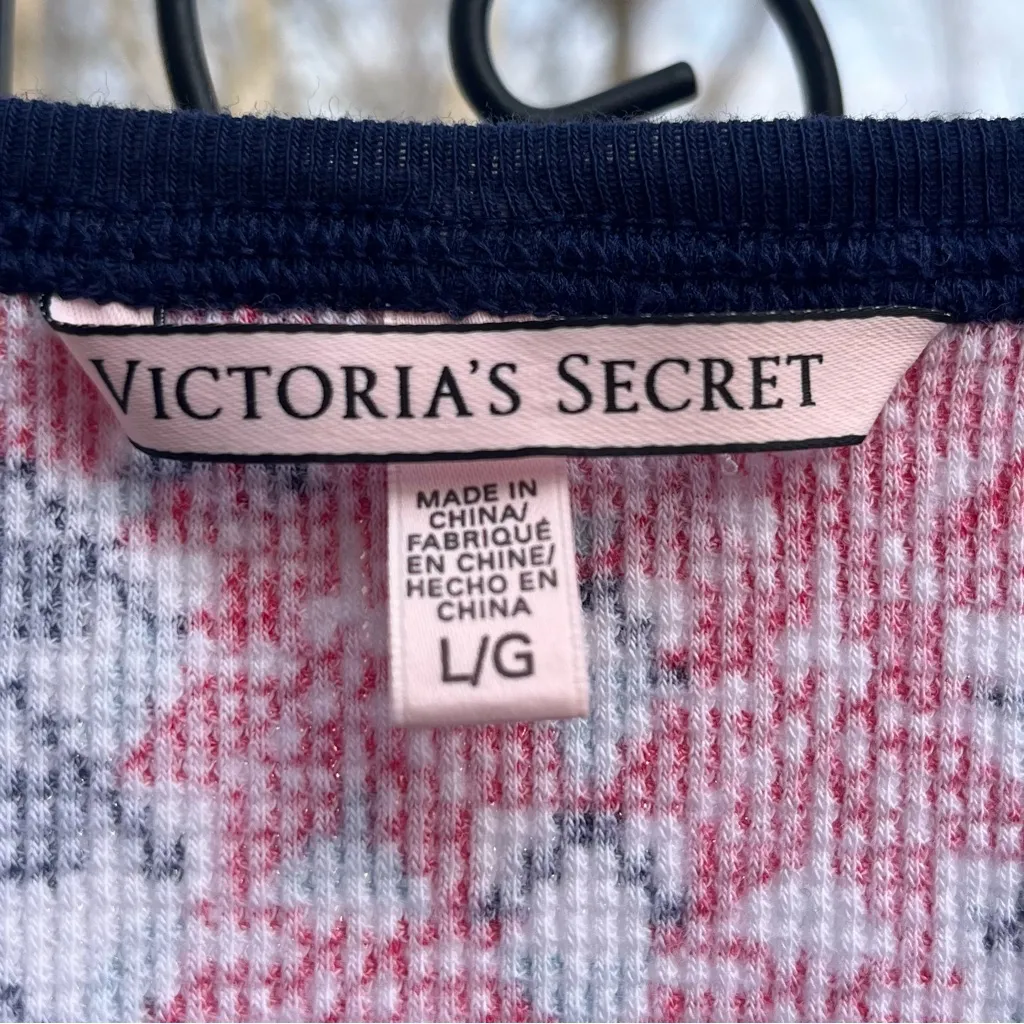 VICTORIA'S SECRET
MADE IN
CHINA/
FABRIQUÉ
EN CHINE/
HECHO EN
CHINA
L/G